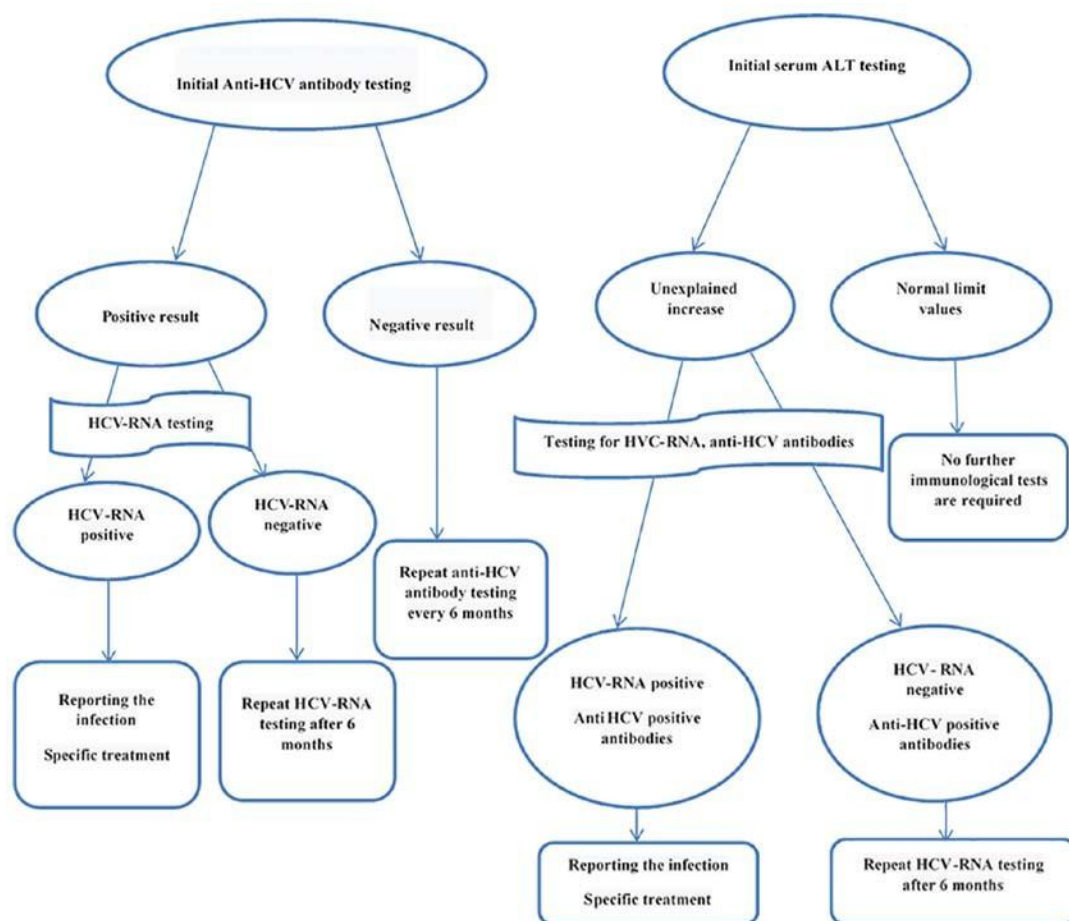 Initial Anti-HCV antibody testing
Initial serum ALT testing
Positive result
Negative result
Unexplained
increase
Normal limit
values
HCV-RNA testing
Testing for HVC-RNA, anti-HCV antibodies
No further
immunological tests
are required
HCV-RNA
positive
HCV-RNA
negative
Repeat anti-HCV
antibody testing
every 6 months
Reporting the
infection
Specific treatment
Repeat HCV-RNA
testing after 6
months
HCV-RNA positive
Anti HCV positive
antibodies
HCV- RNA
negative
Anti-HCV positive
antibodies
Reporting the infection
Specific treatment
Repeat HCV-RNA testing
after 6 months